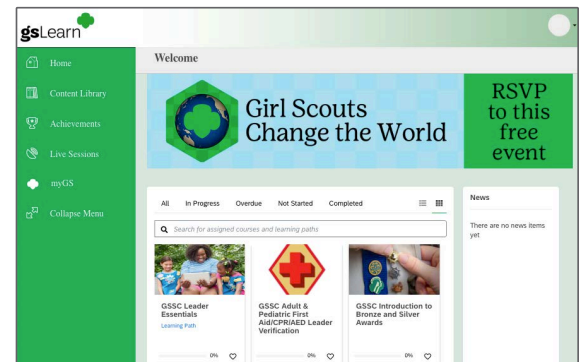 gsLearn
Home
Content Library
Achievements
Live Sessions
myGS
Collapse Menu
Welcome
Girl Scouts
Change the World
RSVP
to this
free
event
All In Progress Overdue Not Started Completed
Search for assigned courses and learning paths
GSSC Leader
Essentials
Learning Path
0%
GSSC Adult &
Pediatric First
Aid/CPR/AED Leader
Verification
0%
GSSC Introduction to
Bronze and Silver
Awards
0%
News
There are no news items
yet